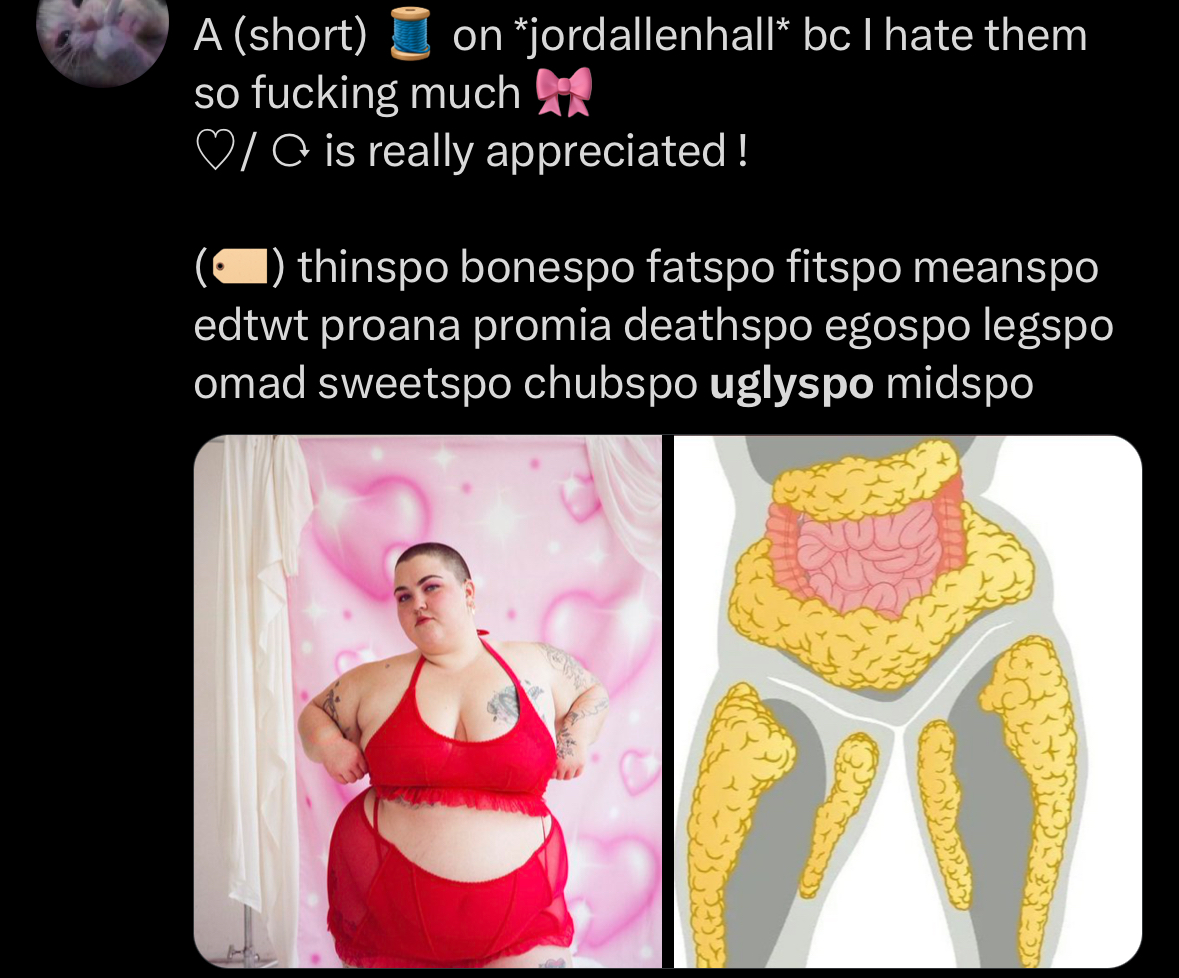 A (short) 🧵 on *jordallenhall* bc I hate them
so fucking much 🎀
♡/ ⟳ is really appreciated !
(🏷️) thinspo bonespo fatspo fitspo meanspo
edtwt proana promia deathspo egospo legspo
omad sweetspo chubspo uglyspo midspo